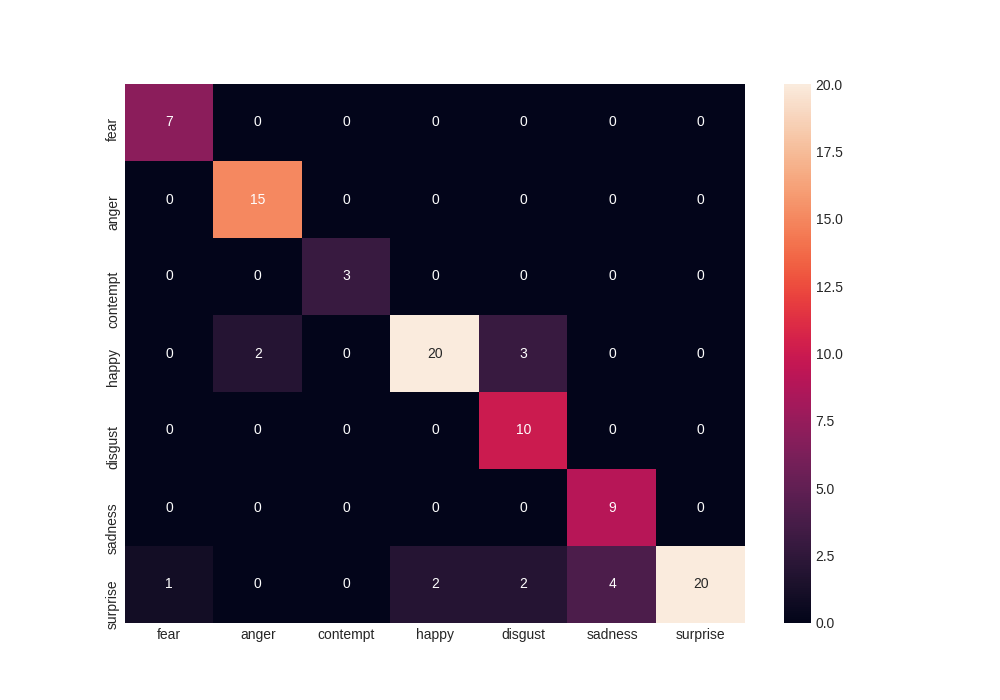 fear 7 0 0 0 0 0 0
anger 0 15 0 0 0 0 0
contempt 0 0 3 0 0 0 0
happy 0 2 0 20 3 0 0
disgust 0 0 0 0 10 0 0
sadness 0 0 0 0 0 9 0
surprise 1 0 0 2 2 4 20
fear anger contempt happy disgust sadness surprise
20.0
17.5
15.0
12.5
10.0
7.5
5.0
2.5
0.0